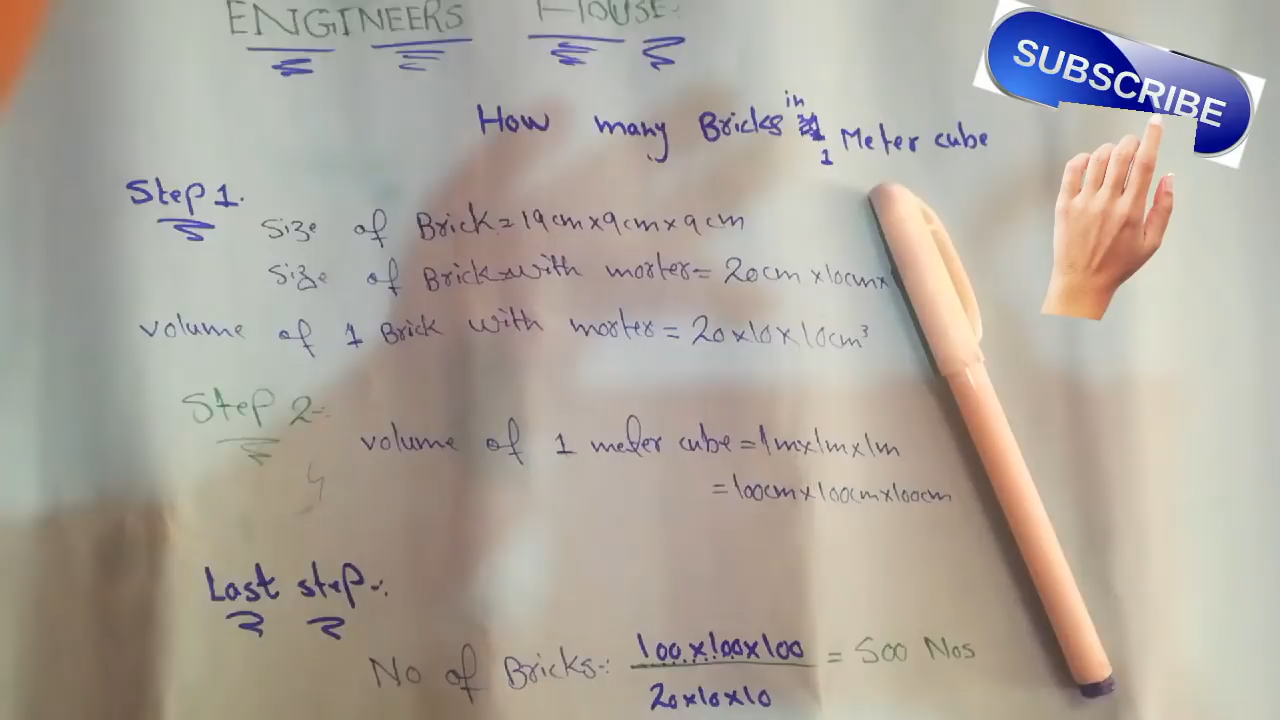 ENGINEERS HOUSE.
SUBSCRIBE
How many Bricks in 1 Meter cube
Step 1.
Size of Brick=19cm×9cm×9cm
Size of Brick with morter= 20cm ×10cm×
volume of 1 Brick with morter= 20×10×10cm³
Step 2-:
volume of 1 meter cube =1m×1m×1m
=100cm×100cm×100cm
Last step-:
No of Bricks-: 100×100×100 = 500 Nos
20×10×10